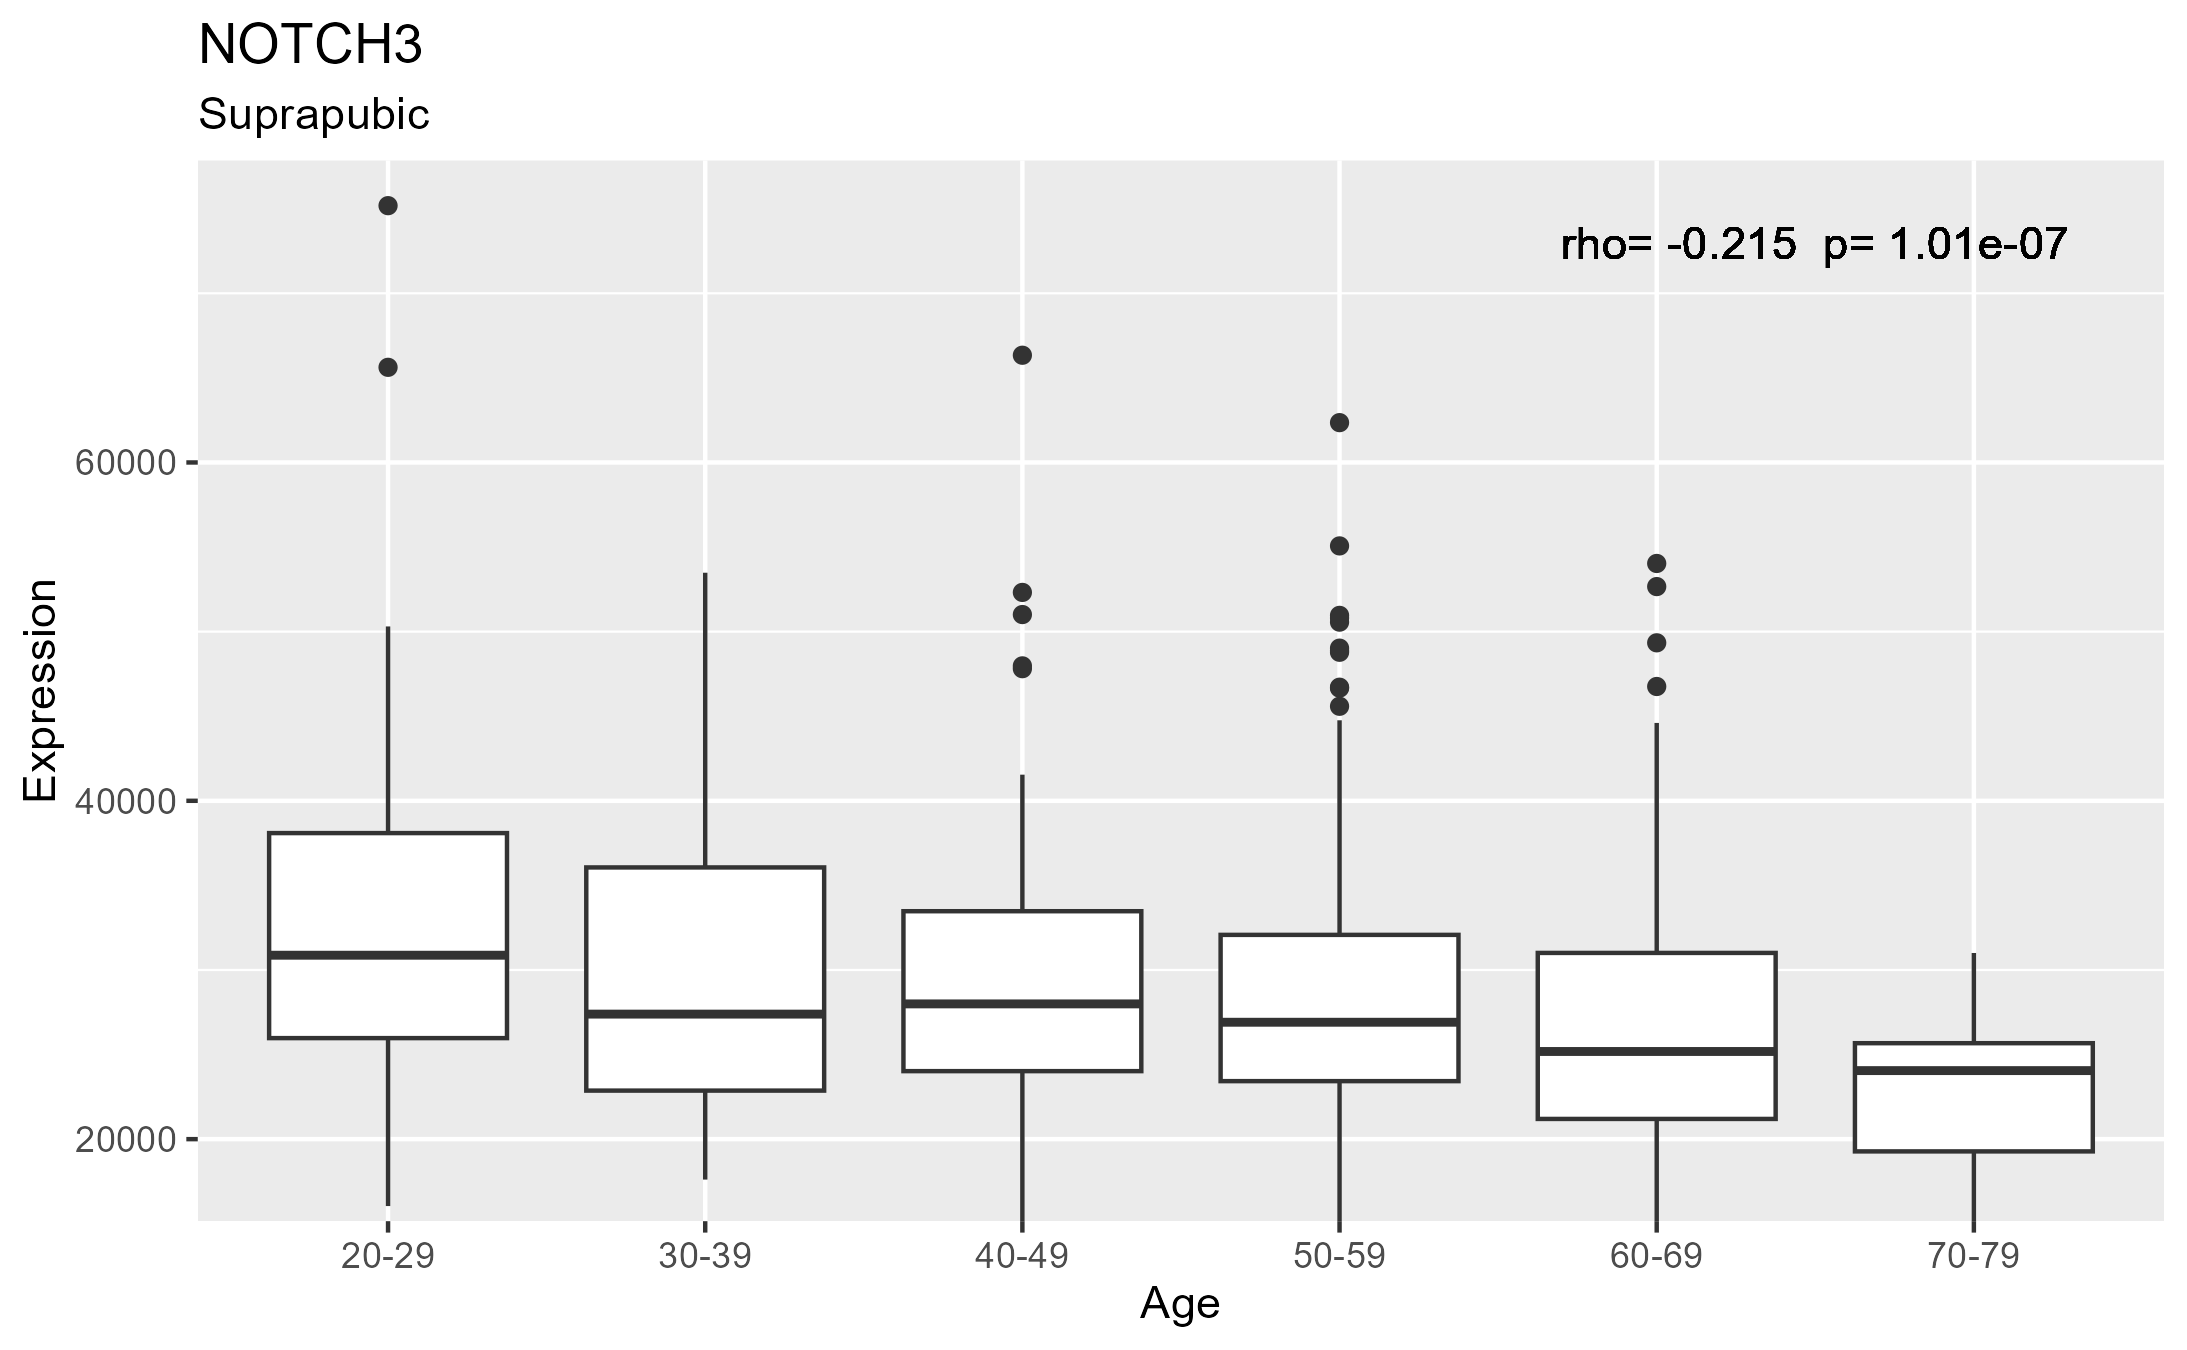 NOTCH3
Suprapubic
rho= -0.215  p= 1.01e-07
Expression
60000
40000
20000
20-29 30-39 40-49 50-59 60-69 70-79
Age